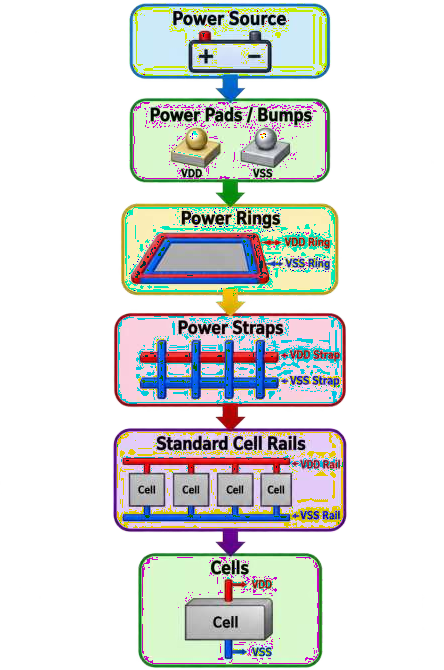 Power Source
+ −
Power Pads / Bumps
VDD VSS
Power Rings
VDD Ring
VSS Ring
Power Straps
VDD Strap
VSS Strap
Standard Cell Rails
VDD Rail
Cell Cell Cell Cell
VSS Rail
Cells
VDD
Cell
VSS